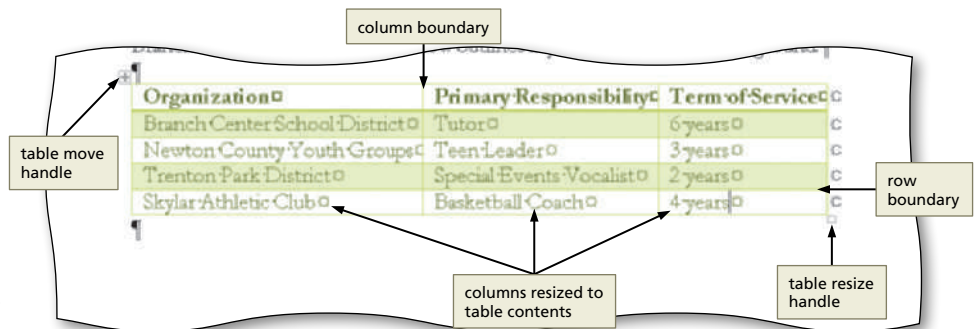 column boundary
Organization Primary Responsibility Term of Service
Branch Center School District Tutor 6 years
Newton County Youth Groups Teen Leader 3 years
Trenton Park District Special Events Vocalist 2 years
Skylar Athletic Club Basketball Coach 4 years
table move
handle
row
boundary
columns resized to
table contents
table resize
handle